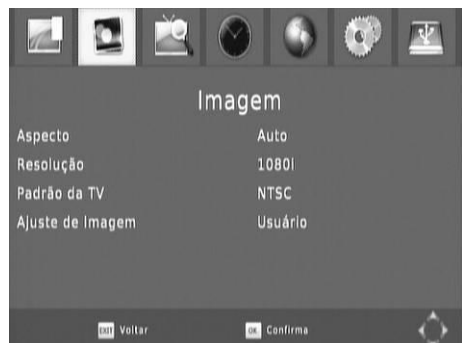 Imagem
Aspecto Auto
Resolução 1080I
Padrão da TV NTSC
Ajuste de Imagem Usuário
EXIT Voltar OK Confirma